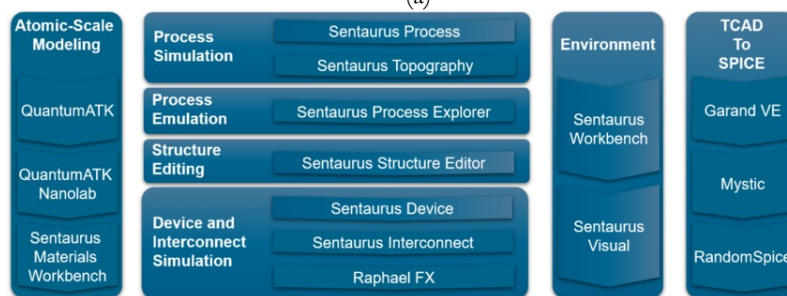 (a)
Atomic-Scale
Modeling
QuantumATK
QuantumATK
Nanolab
Sentaurus
Materials
Workbench
Process
Simulation
Sentaurus Process
Sentaurus Topography
Process
Emulation
Sentaurus Process Explorer
Structure
Editing
Sentaurus Structure Editor
Device and
Interconnect
Simulation
Sentaurus Device
Sentaurus Interconnect
Raphael FX
Environment
Sentaurus
Workbench
Sentaurus
Visual
TCAD
To
SPICE
Garand VE
Mystic
RandomSpice